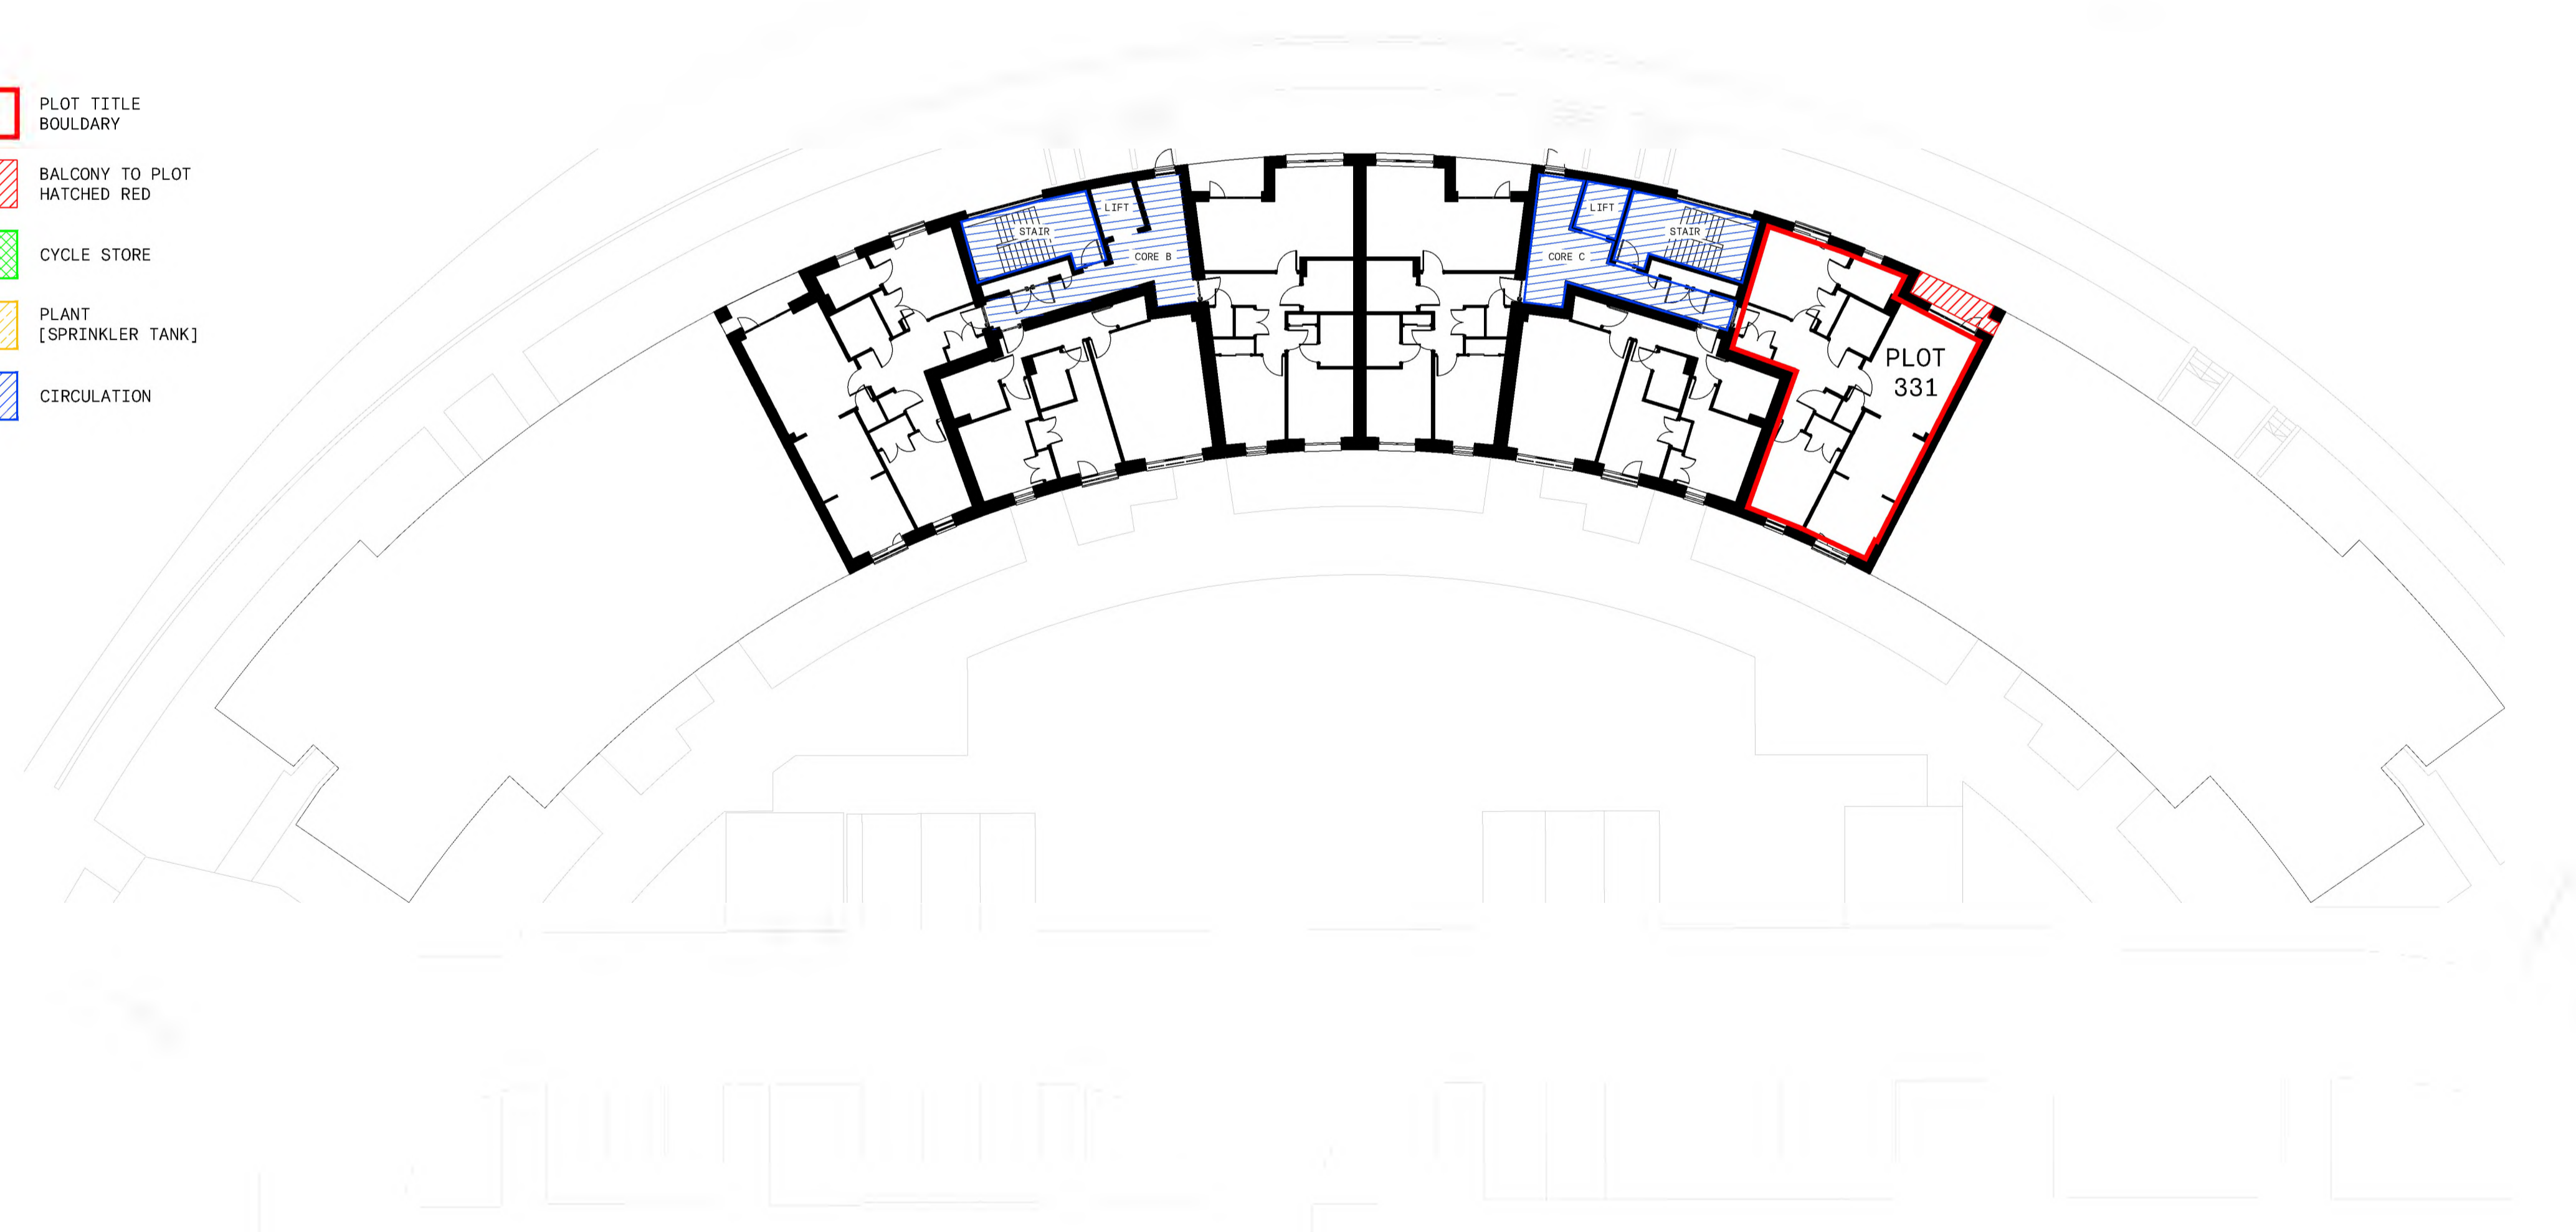 PLOT TITLE
BOULDARY
BALCONY TO PLOT
HATCHED RED
CYCLE STORE
PLANT
[SPRINKLER TANK]
CIRCULATION
LIFT
STAIR
CORE B
LIFT
STAIR
CORE C
PLOT
331